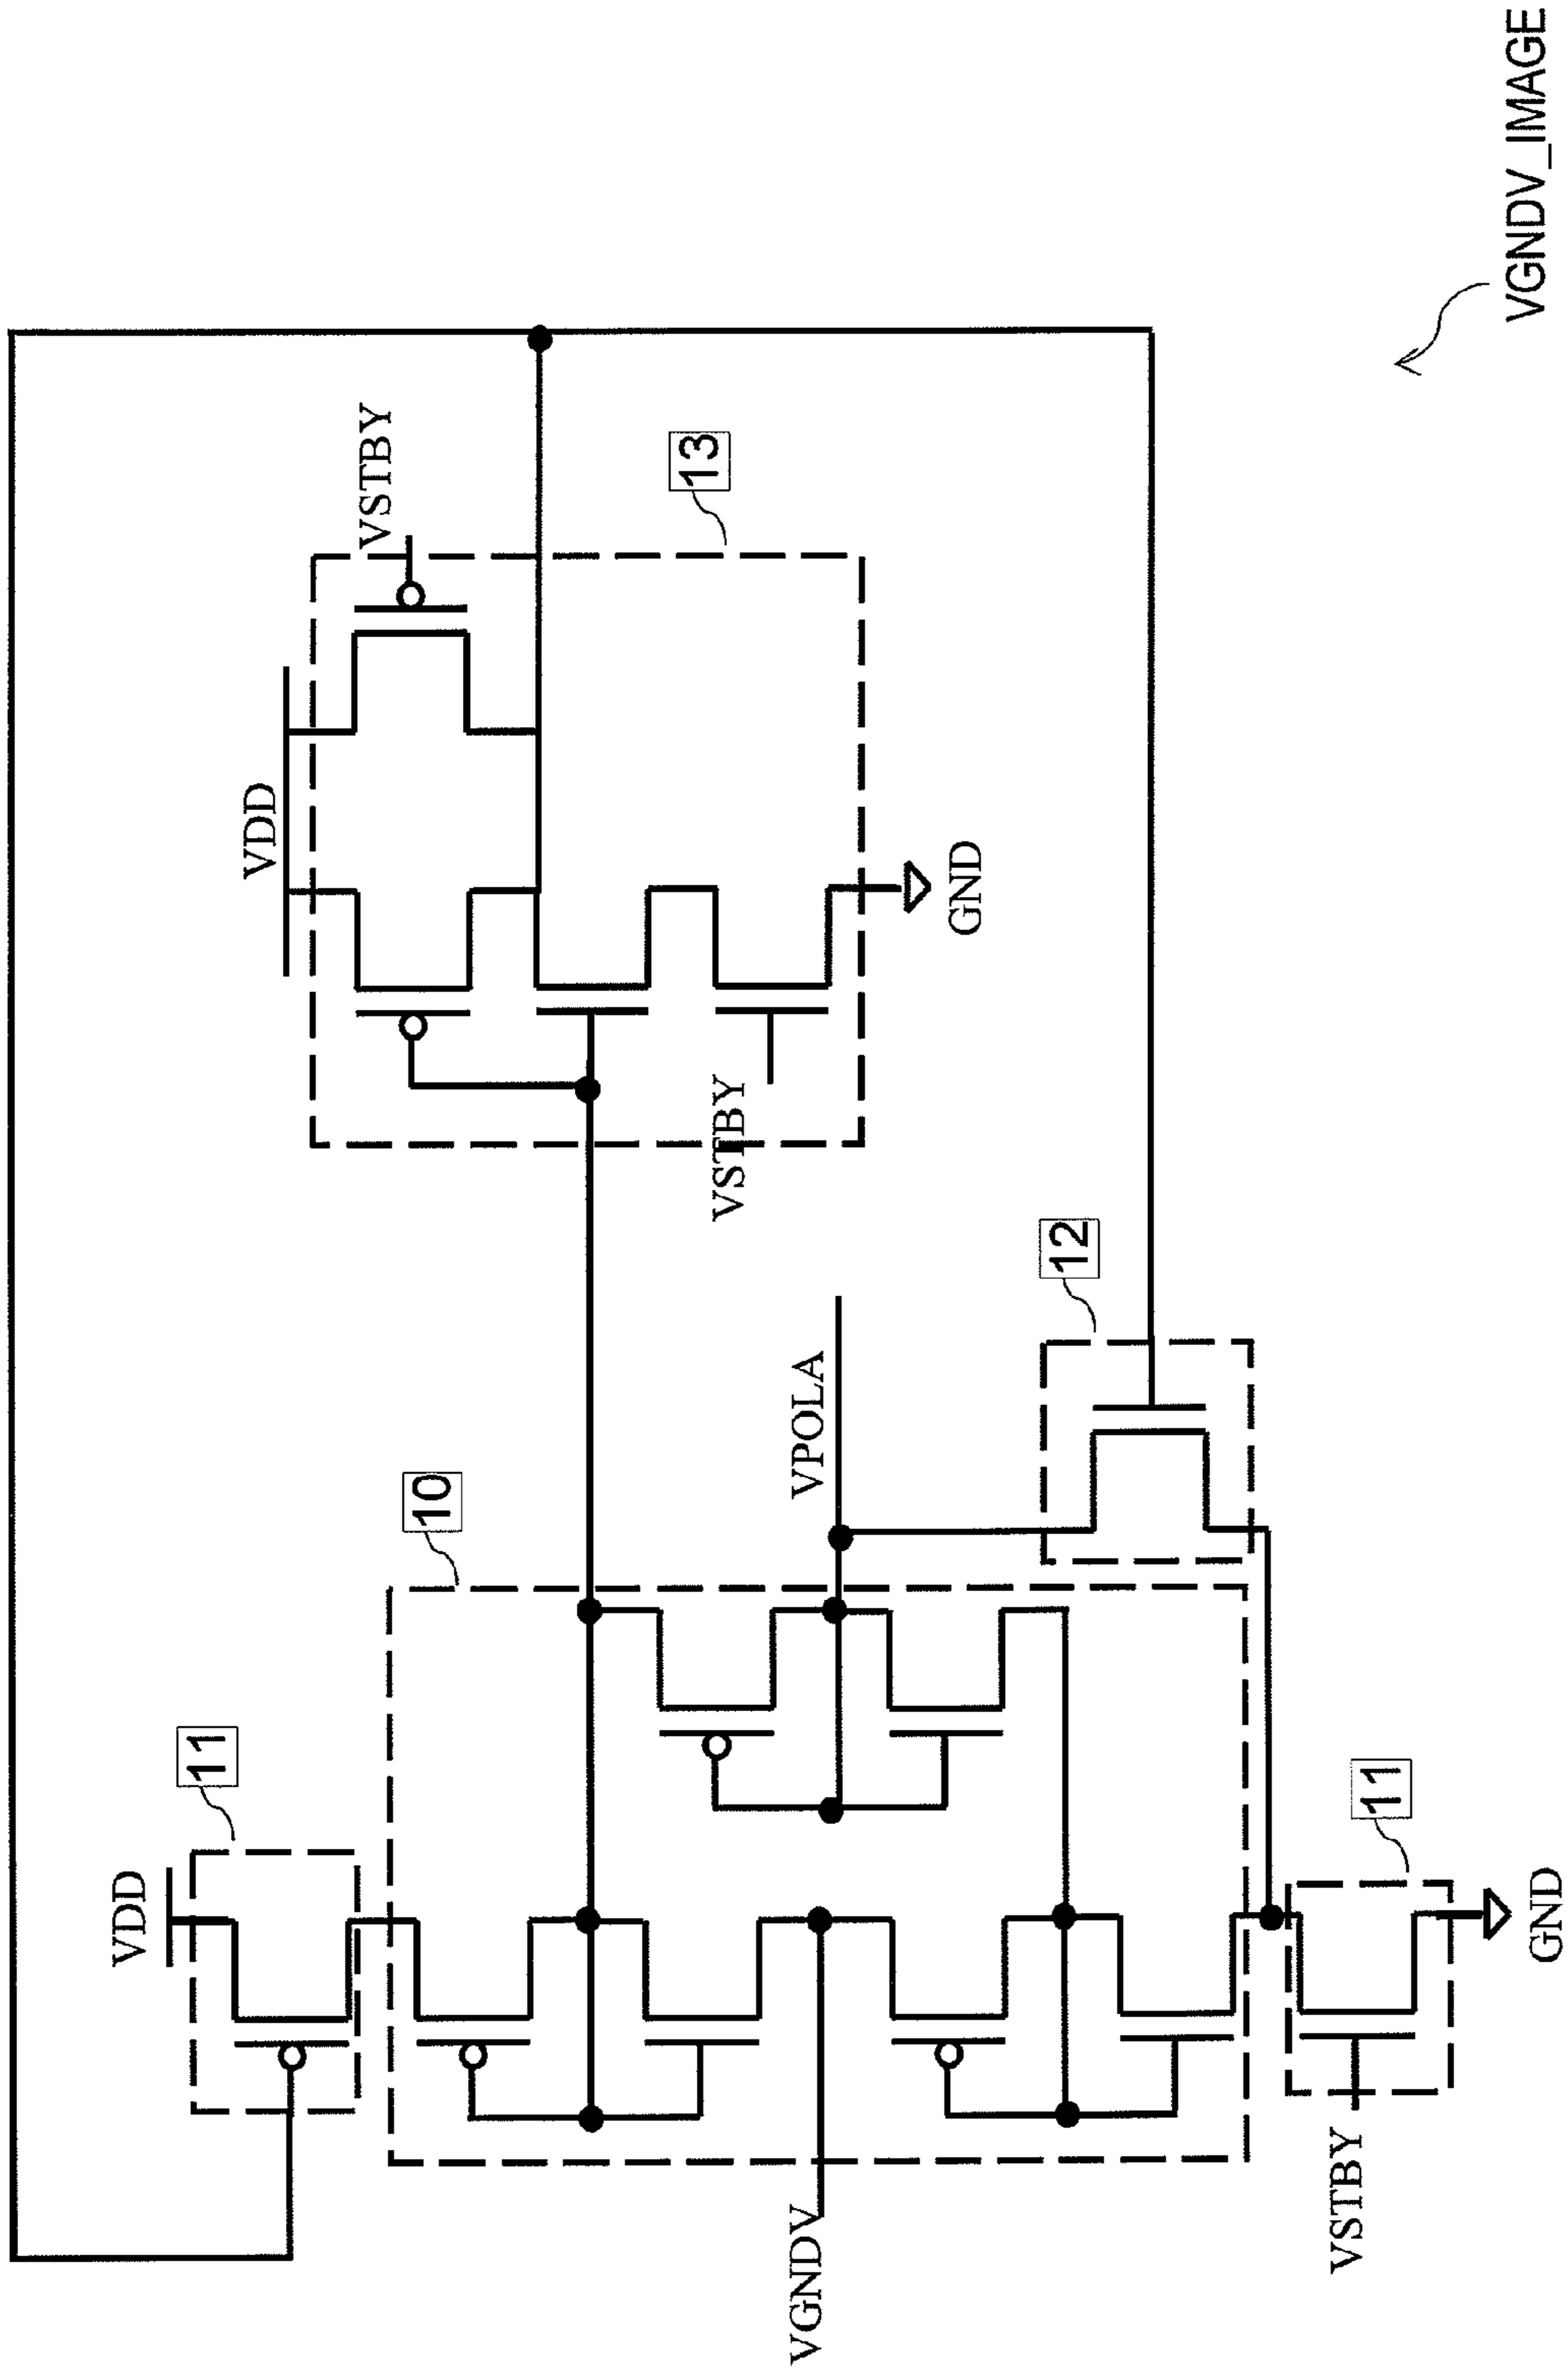 VGNDV_IMAGE
VSTBY
13
VDD
GND
VSTBY
12
VPOLA
10
11
11
VDD
GND
VSTBY
VGNDV